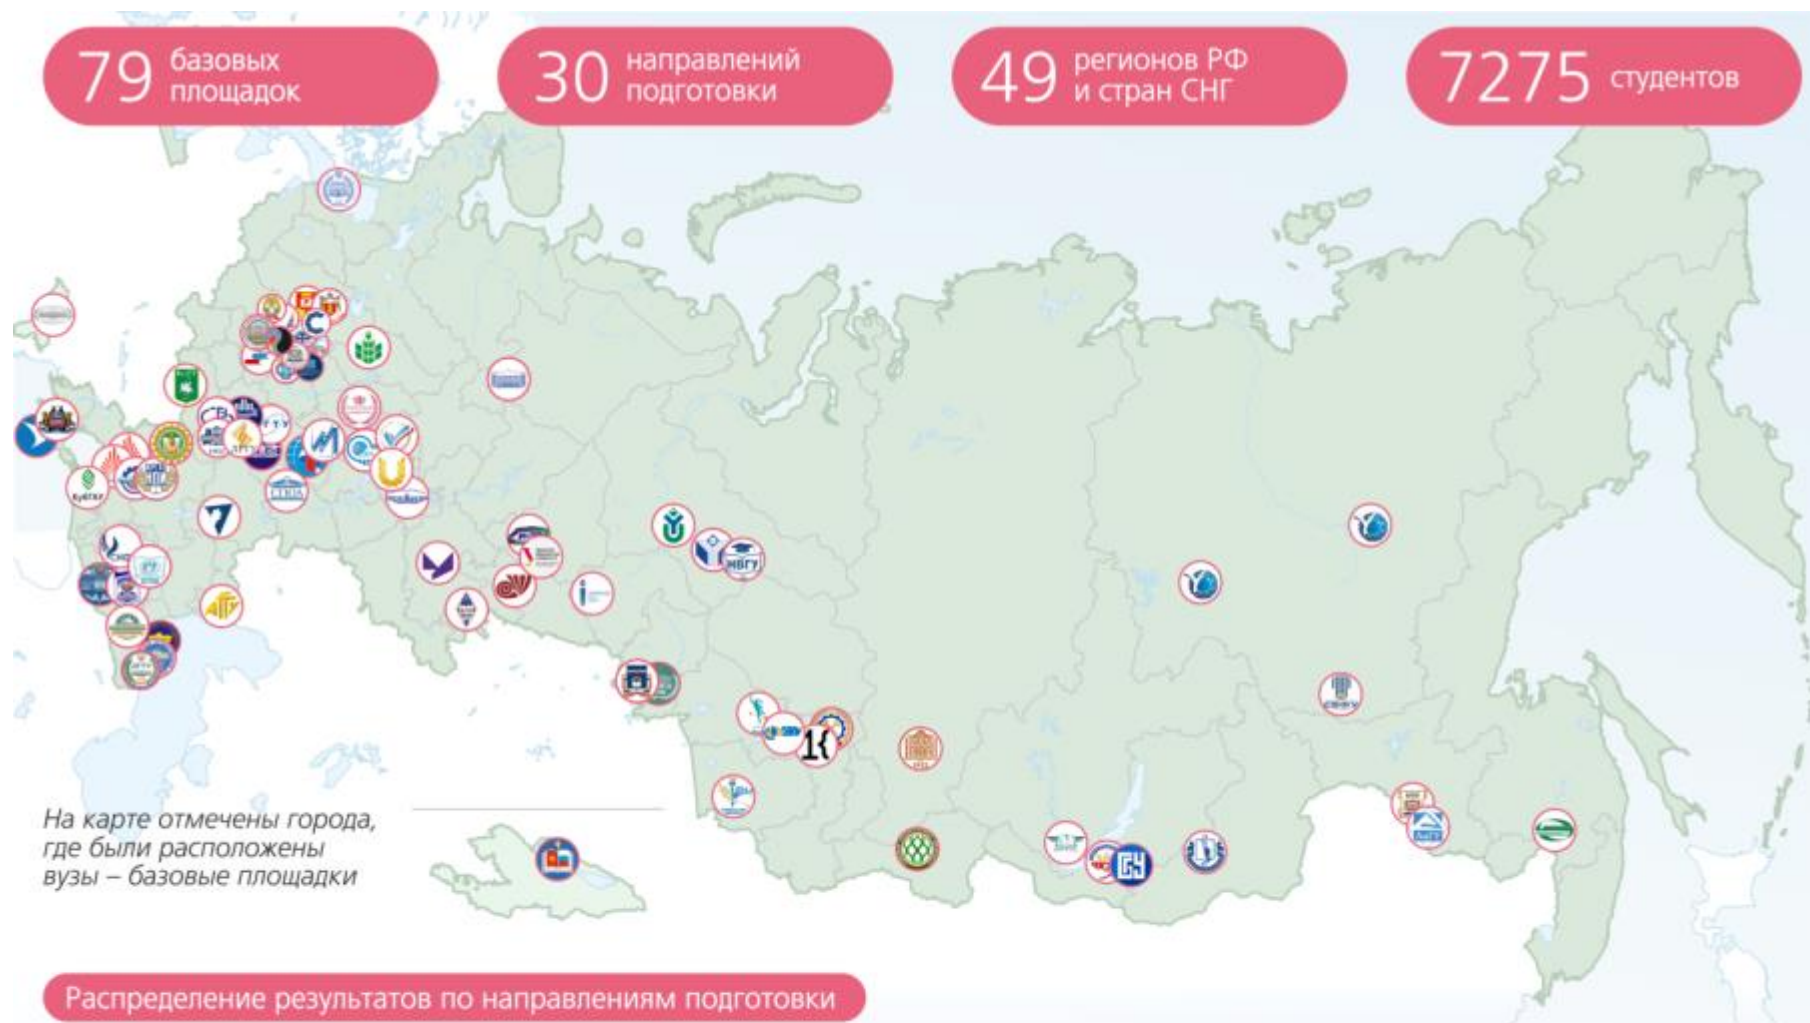 79 базовых
площадок
30 направлений
подготовки
49 регионов РФ
и стран СНГ
7275 студентов
На карте отмечены города,
где были расположены
вузы – базовые площадки
Распределение результатов по направлениям подготовки